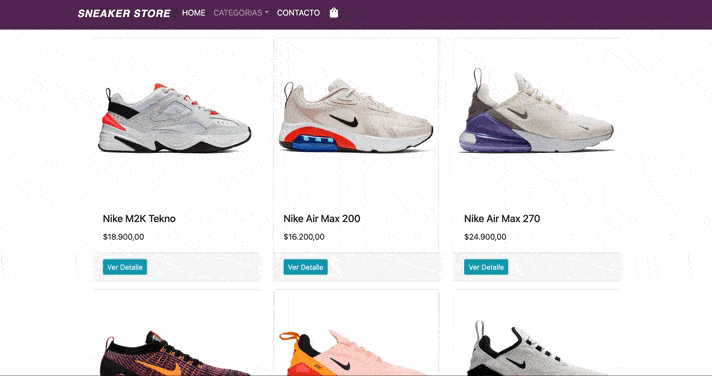 SNEAKER STORE HOME CATEGORIAS CONTACTO
Nike M2K Tekno Nike Air Max 200 Nike Air Max 270
$18.900,00 $16.200,00 $24.900,00
Ver Detalle Ver Detalle Ver Detalle